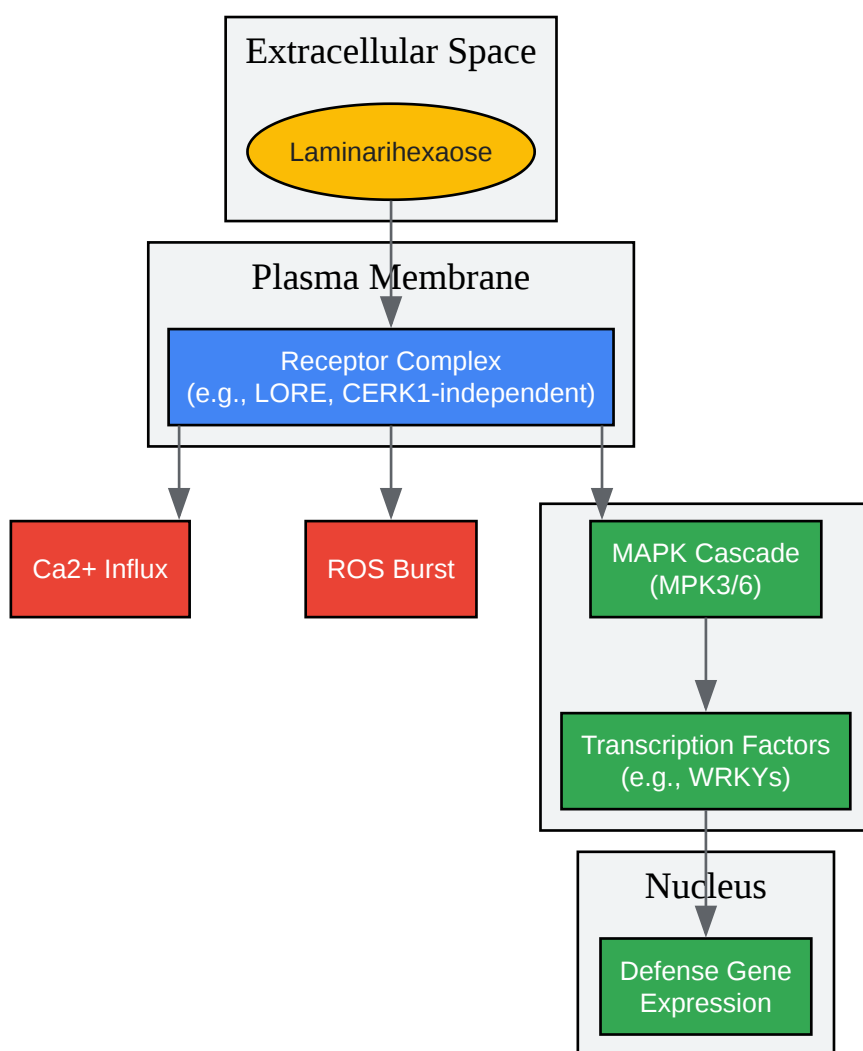 Extracellular Space
Laminarihexaose
Plasma Membrane
Receptor Complex
(e.g., LORE, CERK1-independent)
Ca2+ Influx
ROS Burst
MAPK Cascade
(MPK3/6)
Transcription Factors
(e.g., WRKYs)
Nucleus
Defense Gene
Expression